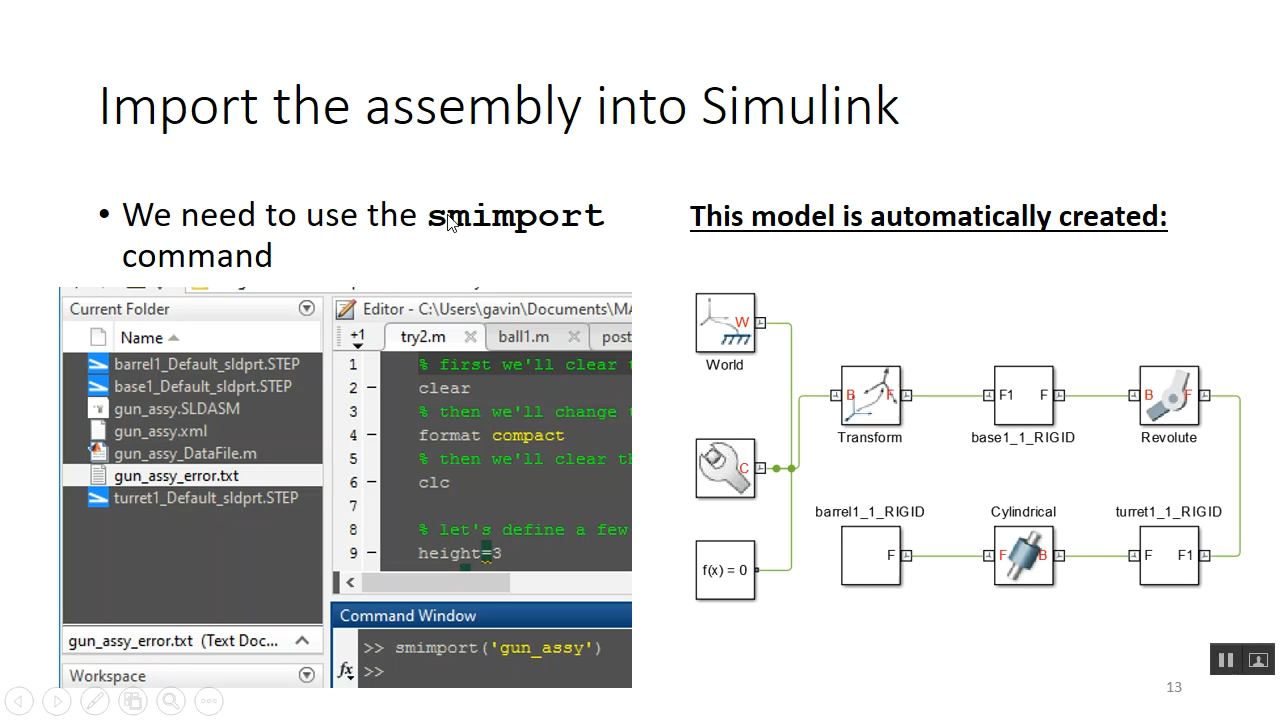 Import the assembly into Simulink
• We need to use the smimport
command
This model is automatically created:
Current Folder
Name
barrel1_Default_sldprt.STEP
base1_Default_sldprt.STEP
gun_assy.SLDASM
gun_assy.xml
gun_assy_DataFile.m
gun_assy_error.txt
turret1_Default_sldprt.STEP
gun_assy_error.txt (Text Doc...
Workspace
Editor - C:\Users\gavin\Documents\MA
+1
try2.m
ball1.m
post
1 % first we'll clear
2 – clear
3 % then we'll change
4 – format compact
5 % then we'll clear
6 – clc
7
8 % let's define a few
9 – height=3
Command Window
>> smimport('gun_assy')
fx >>
W
World
C
f(x) = 0
B F
Transform
F1 F
base1_1_RIGID
B F
Revolute
barrel1_1_RIGID
F
Cylindrical
F B
turret1_1_RIGID
F F1
13